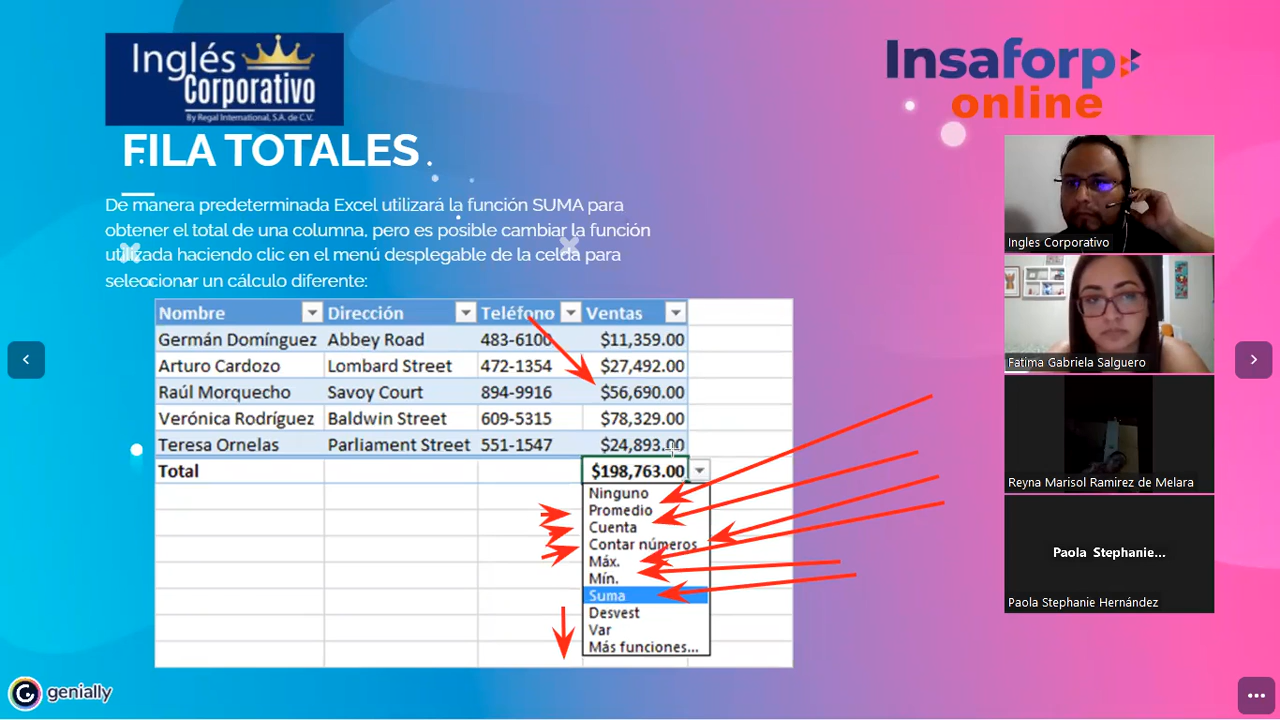 Inglés
Corporativo
By Regal International, S.A. de C.V.
Insaforp
online
FILA TOTALES
De manera predeterminada Excel utilizará la función SUMA para
obtener el total de una columna, pero es posible cambiar la función
utilizada haciendo clic en el menú desplegable de la celda para
seleccionar un cálculo diferente:
Nombre Dirección Teléfono Ventas
Germán Domínguez Abbey Road 483-6100 $11,359.00
Arturo Cardozo Lombard Street 472-1354 $27,492.00
Raúl Morquecho Savoy Court 894-9916 $56,690.00
Verónica Rodríguez Baldwin Street 609-5315 $78,329.00
Teresa Ornelas Parliament Street 551-1547 $24,893.00
Total $198,763.00
Ninguno
Promedio
Cuenta
Contar números
Máx.
Mín.
Suma
Desvest
Var
Más funciones...
Ingles Corporativo
Fatima Gabriela Salguero
Reyna Marisol Ramirez de Melara
Paola Stephanie...
Paola Stephanie Hernández
genially